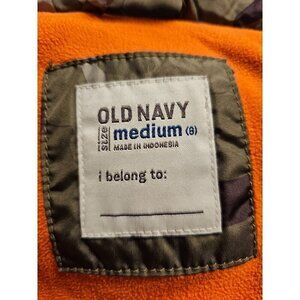 OLD NAVY
size medium (8)
MADE IN INDONESIA
i belong to: